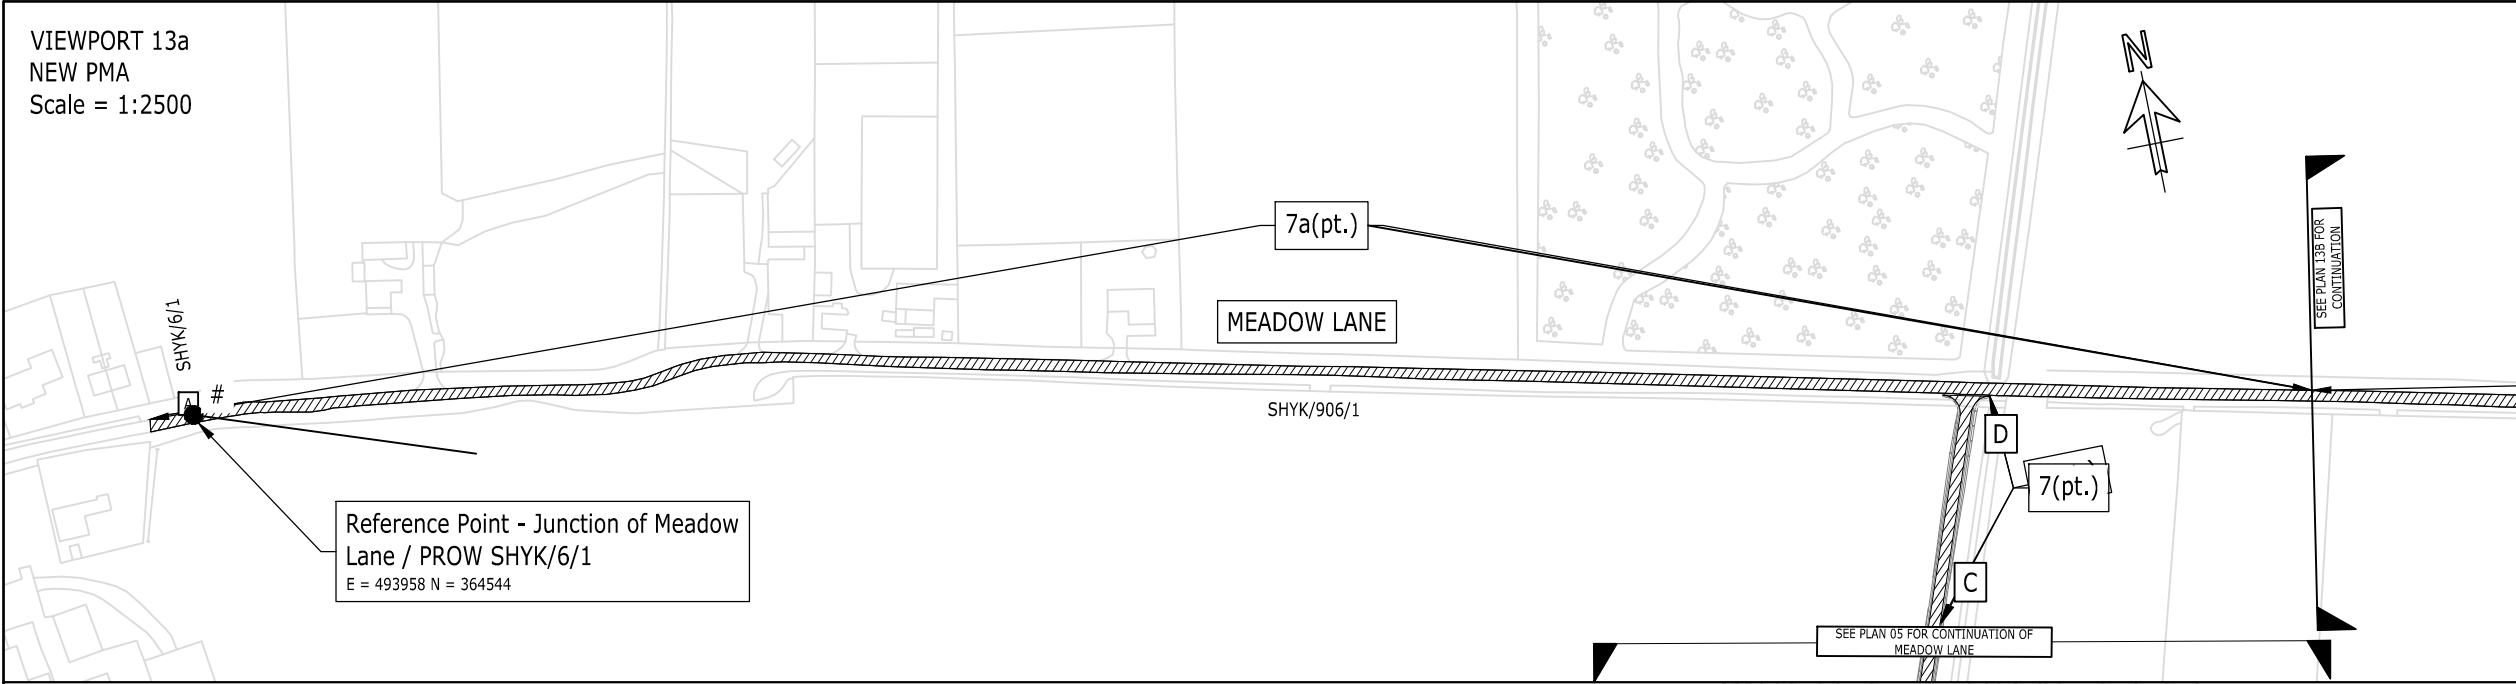 VIEWPORT 13a
NEW PMA
Scale = 1:2500
N
7a(pt.)
SEE PLAN 13B FOR
CONTINUATION
MEADOW LANE
SHYK/6/1
A
#
SHYK/906/1
D
7(pt.)
Reference Point - Junction of Meadow
Lane / PROW SHYK/6/1
E = 493958 N = 364544
C
SEE PLAN 05 FOR CONTINUATION OF
MEADOW LANE